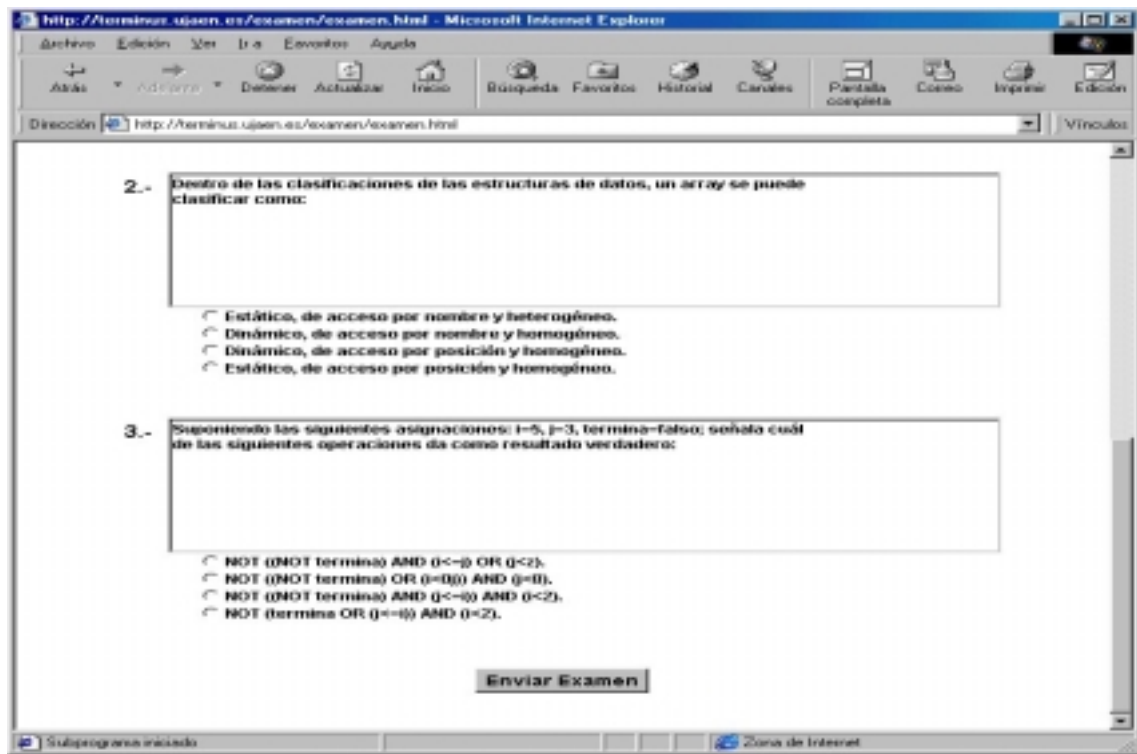 http://terminus.ujaen.es/examen/examen.html - Microsoft Internet Explorer
Archivo Edición Ver Ir a Favoritos Ayuda
Atrás Adelante Detener Actualizar Inicio Búsqueda Favoritos Historial Canales Pantalla completa Correo Imprimir Edición
Dirección http://terminus.ujaen.es/examen/examen.html Vínculos
2.- Dentro de las clasificaciones de las estructuras de datos, un array se puede
clasificar como:
Estático, de acceso por nombre y heterogéneo.
Dinámico, de acceso por nombre y homogéneo.
Dinámico, de acceso por posición y homogéneo.
Estático, de acceso por posición y homogéneo.
3.- Suponiendo las siguientes asignaciones: i=5, j=3, termina=falso; señala cuál
de las siguientes operaciones da como resultado verdadero:
NOT ((NOT termina) AND (i<=j) OR
NOT ((NOT termina) OR (i=0))) AND (j=0).
NOT ((NOT termina) AND (j<=i)) AND (i<2).
NOT (termina OR (j<=i)) AND (i<2).
Enviar Examen
Subprograma iniciado Zona de Internet